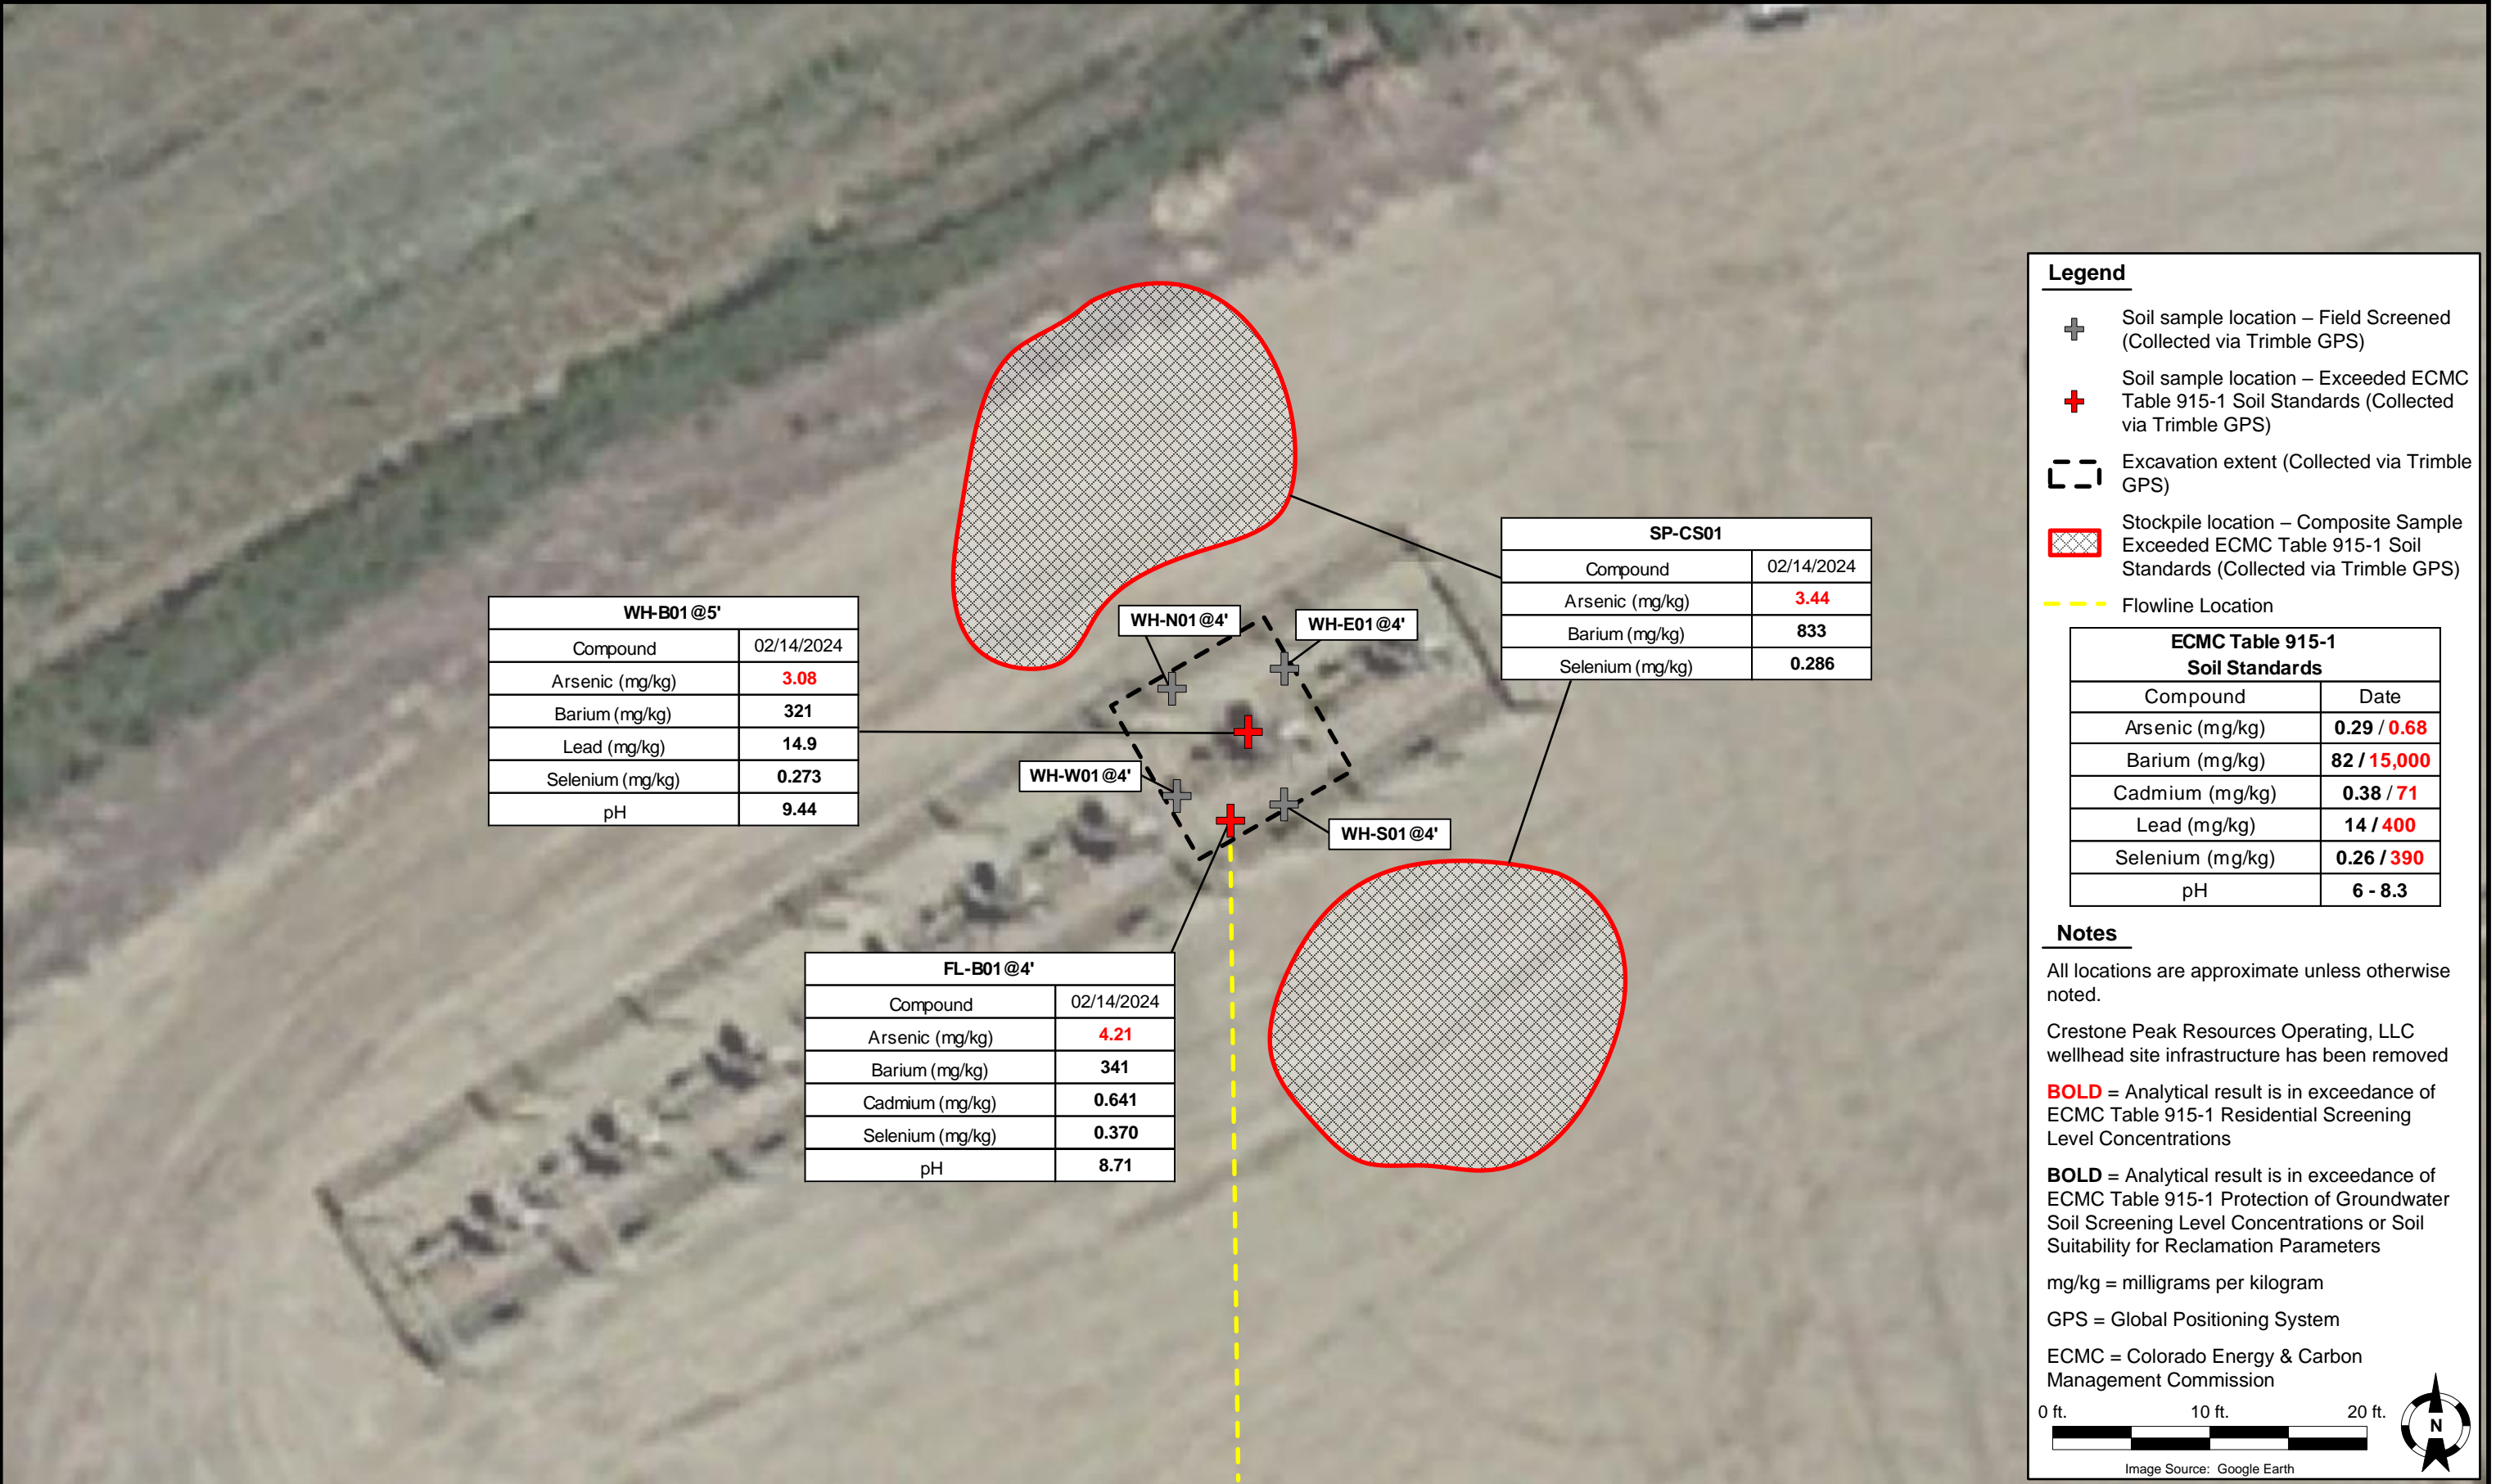 WH-B01@5'
Compound 02/14/2024
Arsenic (mg/kg) 3.08
Barium (mg/kg) 321
Lead (mg/kg) 14.9
Selenium (mg/kg) 0.273
pH 9.44
WH-N01@4'
WH-E01@4'
WH-W01@4'
WH-S01@4'
SP-CS01
Compound 02/14/2024
Arsenic (mg/kg) 3.44
Barium (mg/kg) 833
Selenium (mg/kg) 0.286
FL-B01@4'
Compound 02/14/2024
Arsenic (mg/kg) 4.21
Barium (mg/kg) 341
Cadmium (mg/kg) 0.641
Selenium (mg/kg) 0.370
pH 8.71
Legend
Soil sample location – Field Screened
(Collected via Trimble GPS)
Soil sample location – Exceeded ECMC
Table 915-1 Soil Standards (Collected
via Trimble GPS)
Excavation extent (Collected via Trimble
GPS)
Stockpile location – Composite Sample
Exceeded ECMC Table 915-1 Soil
Standards (Collected via Trimble GPS)
Flowline Location
ECMC Table 915-1
Soil Standards
Compound Date
Arsenic (mg/kg) 0.29 / 0.68
Barium (mg/kg) 82 / 15,000
Cadmium (mg/kg) 0.38 / 71
Lead (mg/kg) 14 / 400
Selenium (mg/kg) 0.26 / 390
pH 6 - 8.3
Notes
All locations are approximate unless otherwise
noted.
Crestone Peak Resources Operating, LLC
wellhead site infrastructure has been removed
BOLD = Analytical result is in exceedance of
ECMC Table 915-1 Residential Screening
Level Concentrations
BOLD = Analytical result is in exceedance of
ECMC Table 915-1 Protection of Groundwater
Soil Screening Level Concentrations or Soil
Suitability for Reclamation Parameters
mg/kg = milligrams per kilogram
GPS = Global Positioning System
ECMC = Colorado Energy & Carbon
Management Commission
0 ft. 10 ft. 20 ft.
N
Image Source: Google Earth